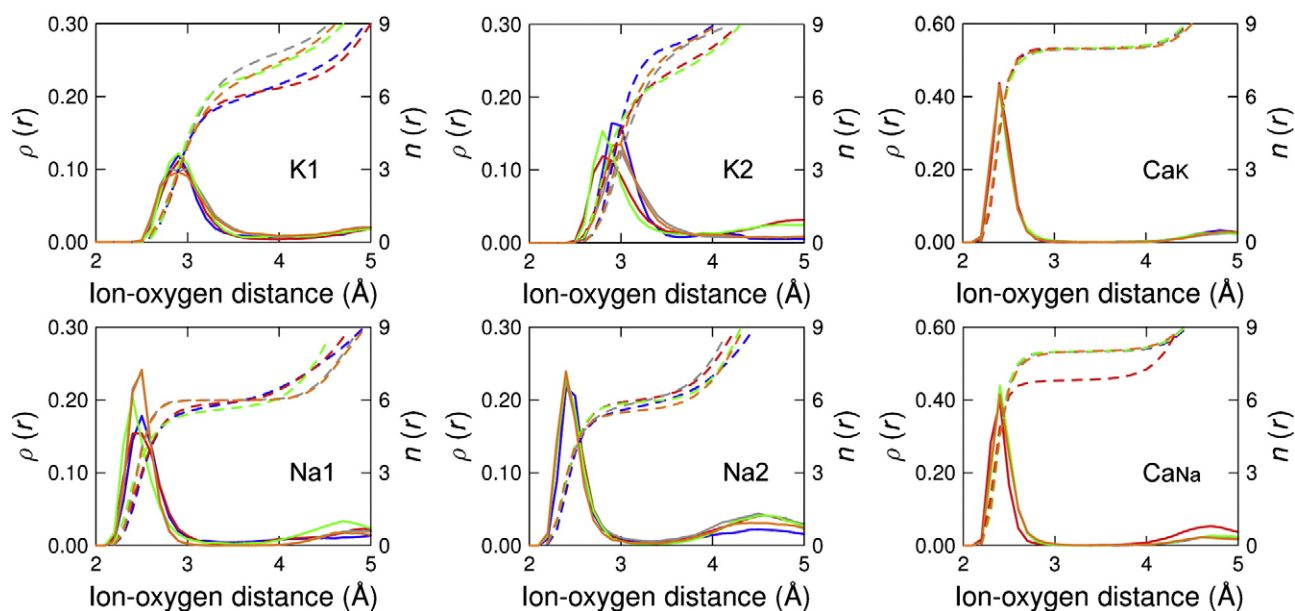 0.30 9 0.30 9 0.60 9
0.20 6 0.20 6 0.40 6
ρ (r) n (r) ρ (r) n (r) ρ (r) n (r)
0.10 K1 3 0.10 K2 3 0.20 CaK 3
0.00 0 0.00 0 0.00 0
2 3 4 5 2 3 4 5 2 3 4 5
Ion-oxygen distance (Å) Ion-oxygen distance (Å) Ion-oxygen distance (Å)
0.30 9 0.30 9 0.60 9
0.20 6 0.20 6 0.40 6
ρ (r) n (r) ρ (r) n (r) ρ (r) n (r)
0.10 Na1 3 0.10 Na2 3 0.20 CaNa 3
0.00 0 0.00 0 0.00 0
2 3 4 5 2 3 4 5 2 3 4 5
Ion-oxygen distance (Å) Ion-oxygen distance (Å) Ion-oxygen distance (Å)